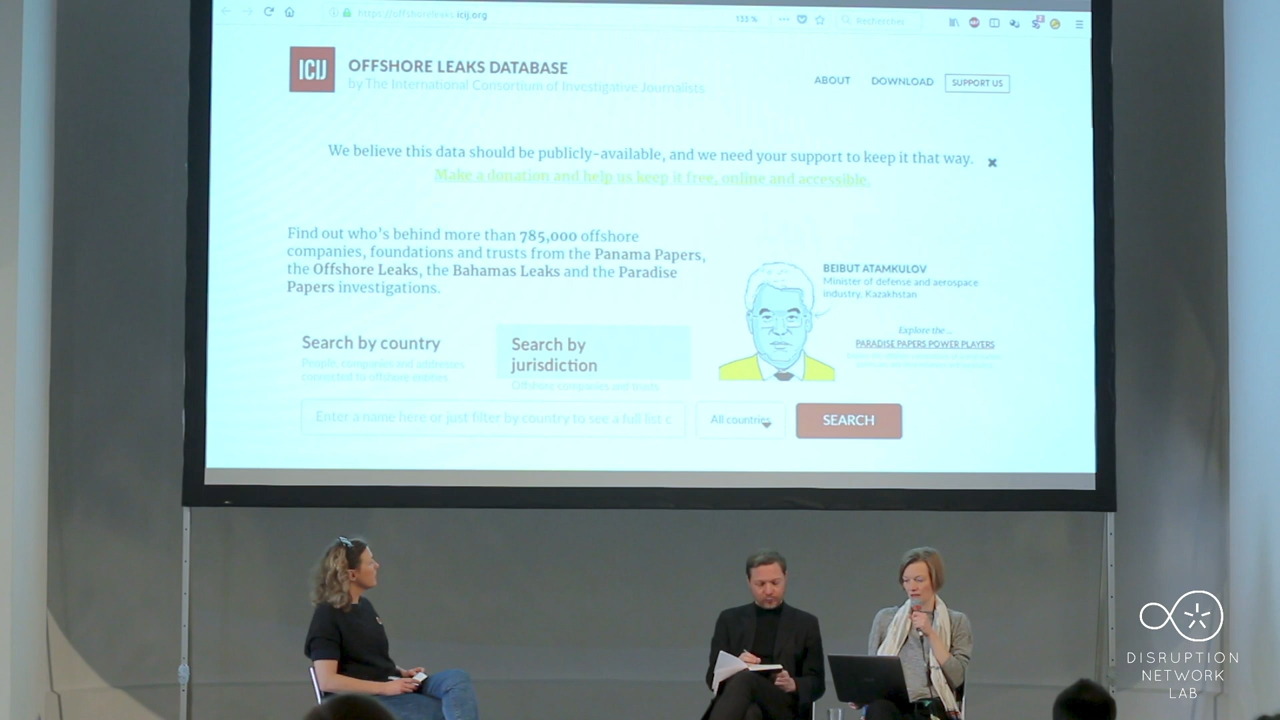 https://offshoreleaks.icij.org
133 %
Recherches
ICIJ
OFFSHORE LEAKS DATABASE
by The International Consortium of Investigative Journalists
ABOUT
DOWNLOAD
SUPPORT US
We believe this data should be publicly-available, and we need your support to keep it that way.
Make a donation and help us keep it free, online and accessible.
Find out who's behind more than 785,000 offshore
companies, foundations and trusts from the Panama Papers,
the Offshore Leaks, the Bahamas Leaks and the Paradise
Papers investigations.
BEIBUT ATAMKULOV
Minister of defense and aerospace
industry, Kazakhstan
Explore the ...
PARADISE PAPERS POWER PLAYERS
Search by country
People, companies and addresses
connected to offshore entities
Search by
jurisdiction
Offshore companies and trusts
Enter a name here or just filter by country to see a full list c
All countries
SEARCH
DISRUPTION
NETWORK
LAB